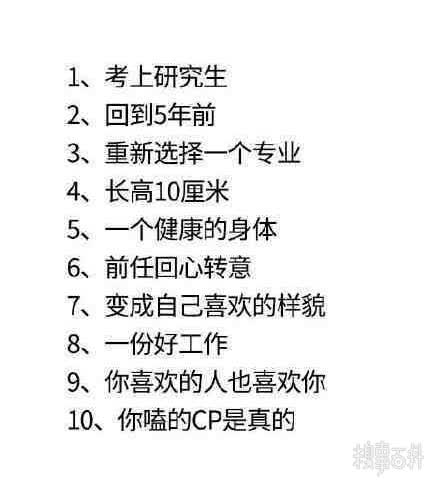 1、考上研究生
2、回到5年前
3、重新选择一个专业
4、长高10厘米
5、一个健康的身体
6、前任回心转意
7、变成自己喜欢的样貌
8、一份好工作
9、你喜欢的人也喜欢你
10、你嗑的CP是真的